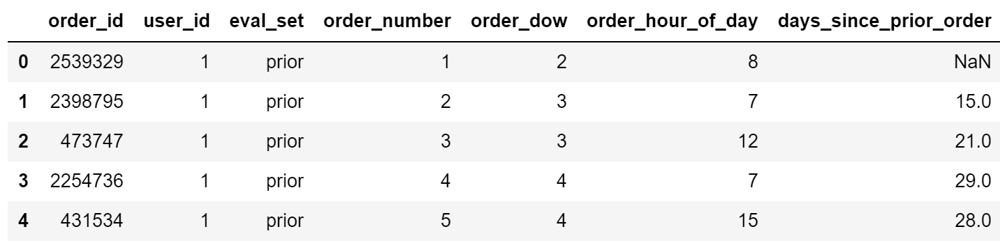 order_id user_id eval_set order_number order_dow order_hour_of_day days_since_prior_order
0 2539329 1 prior 1 2 8 NaN
1 2398795 1 prior 2 3 7 15.0
2 473747 1 prior 3 3 12 21.0
3 2254736 1 prior 4 4 7 29.0
4 431534 1 prior 5 4 15 28.0